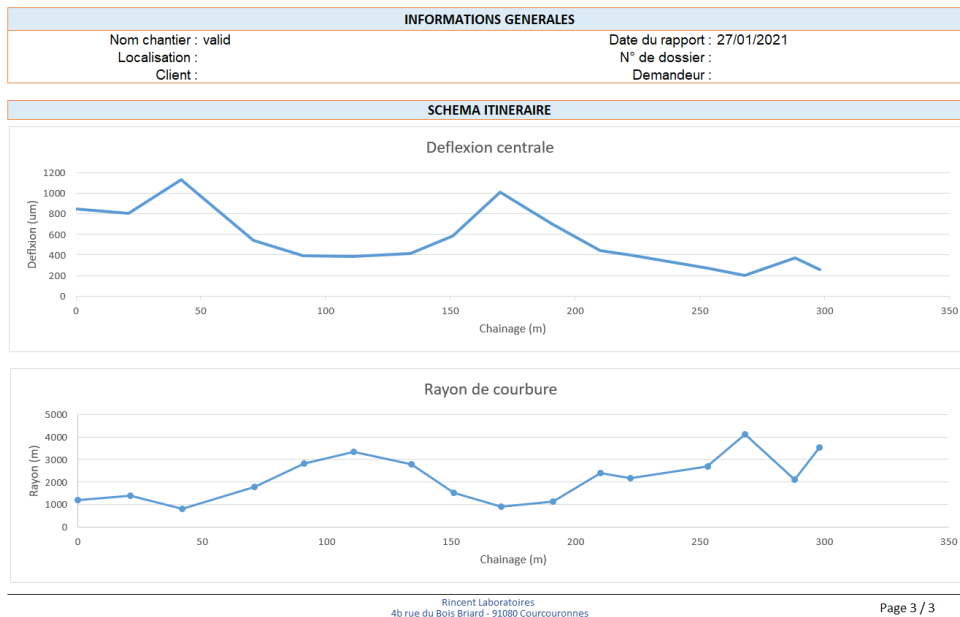 INFORMATIONS GENERALES
Nom chantier : valid
Date du rapport : 27/01/2021
Localisation :
N° de dossier :
Client :
Demandeur :
SCHEMA ITINERAIRE
Deflexion centrale
1200
1000
800
600
400
200
0
Deflxion (um)
0 50 100 150 200 250 300 350
Chainage (m)
Rayon de courbure
5000
4000
3000
2000
1000
0
Rayon (m)
0 50 100 150 200 250 300 350
Chainage (m)
Rincent Laboratoires
4b rue du Bois Briard - 91080 Courcouronnes
Page 3 / 3